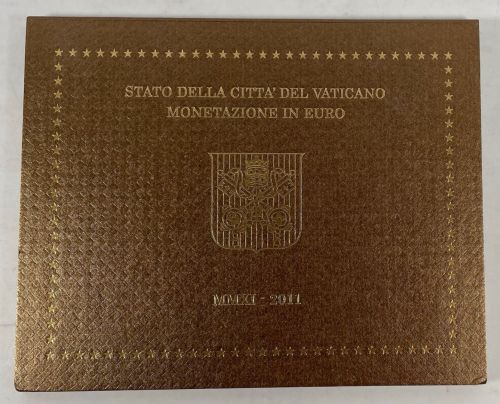 STATO DELLA CITTA' DEL VATICANO
MONETAZIONE IN EURO
MMXI - 2011